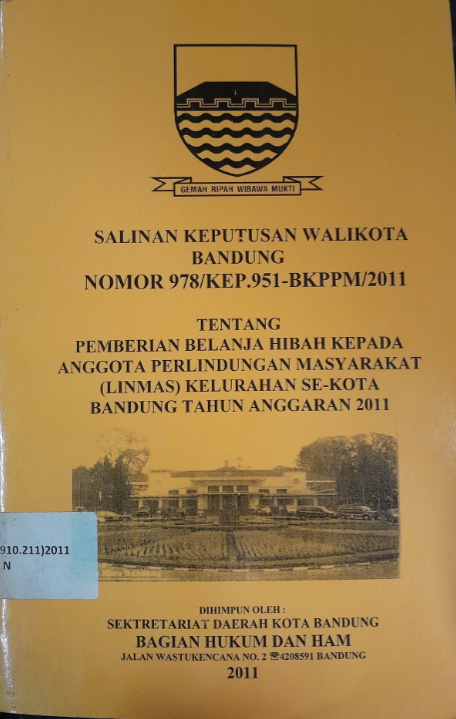 GEMAH RIPAH WIBAWA MUKTI
SALINAN KEPUTUSAN WALIKOTA
BANDUNG
NOMOR 978/KEP.951-BKPPM/2011
TENTANG
PEMBERIAN BELANJA HIBAH KEPADA
ANGGOTA PERLINDUNGAN MASYARAKAT
(LINMAS) KELURAHAN SE-KOTA
BANDUNG TAHUN ANGGARAN 2011
910.211)2011
N
DIHIMPUN OLEH :
SEKTRETARIAT DAERAH KOTA BANDUNG
BAGIAN HUKUM DAN HAM
JALAN WASTUKENCANA NO. 2 ☏4208591 BANDUNG
2011